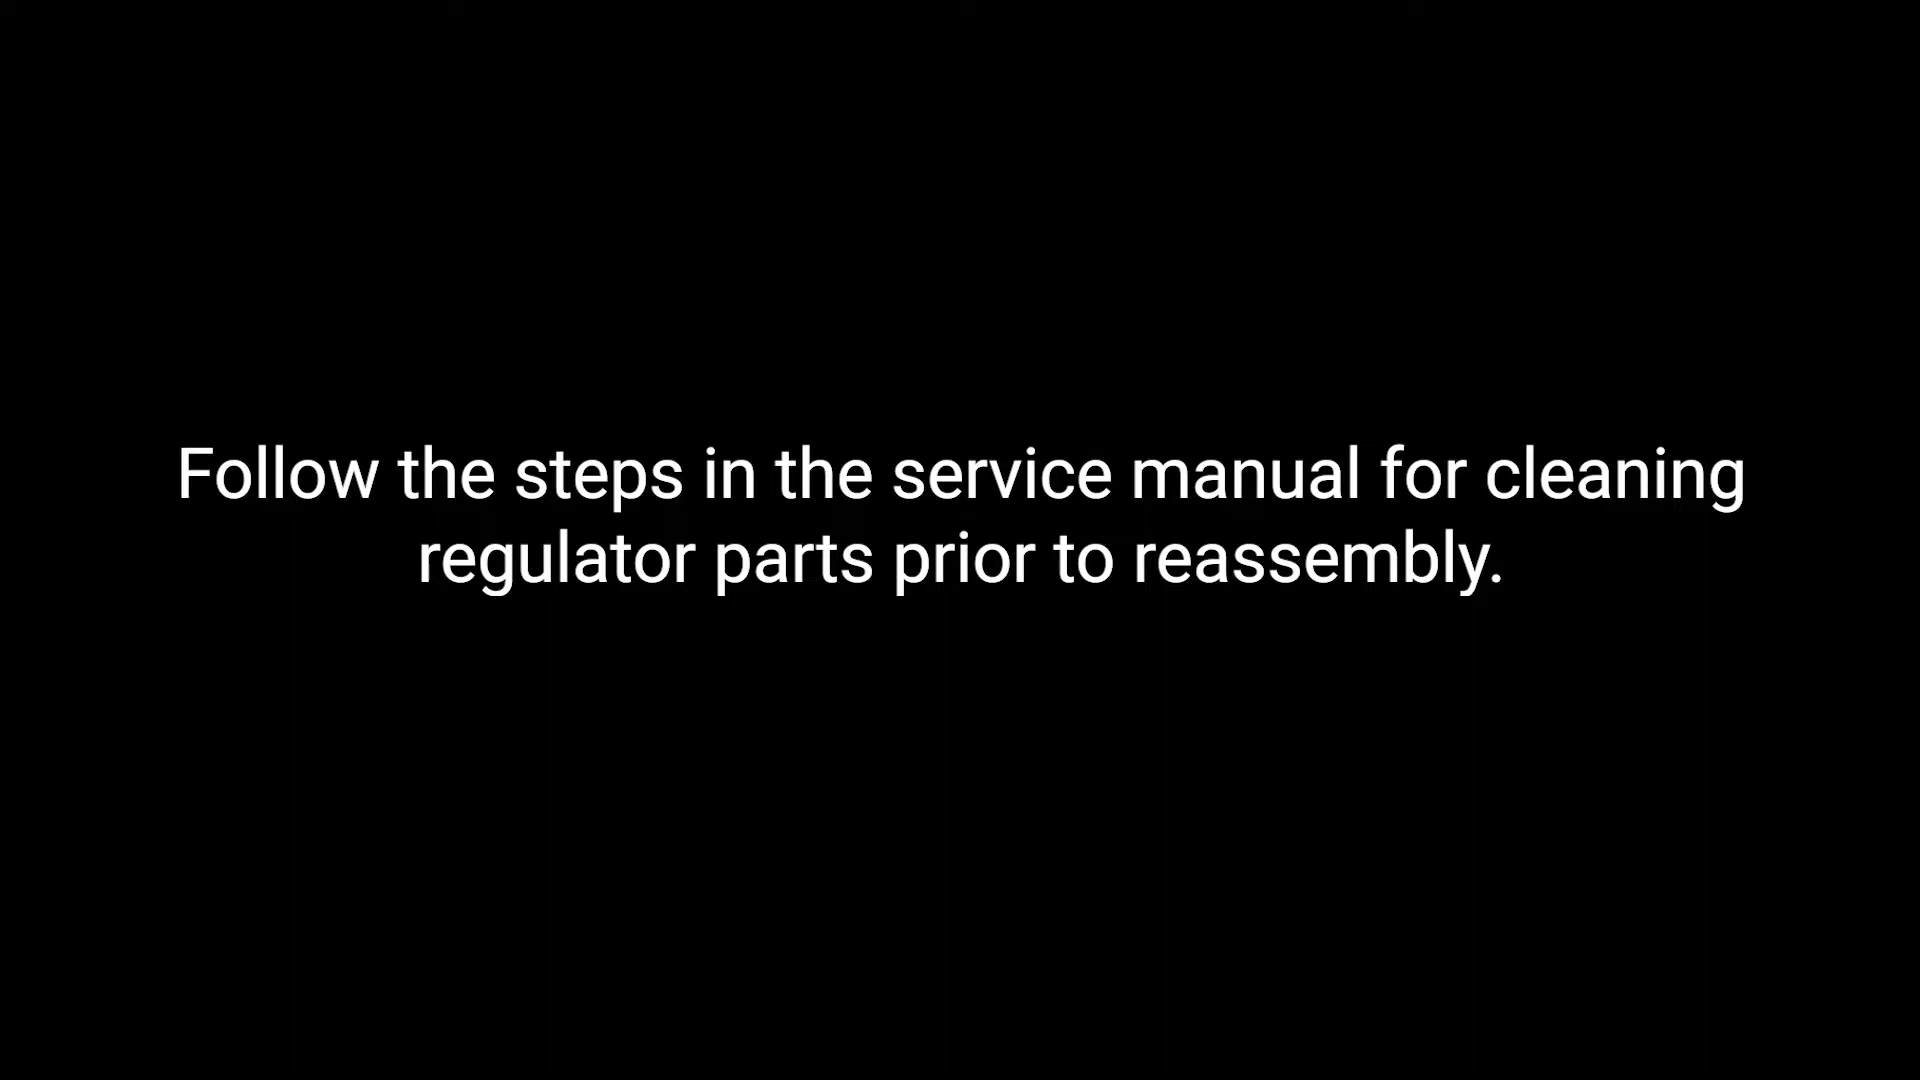 Follow the steps in the service manual for cleaning
regulator parts prior to reassembly.